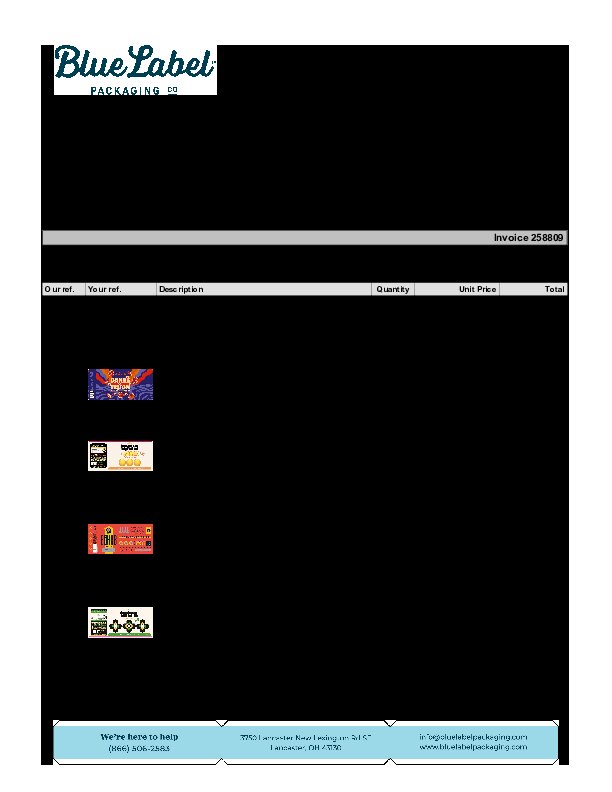 Blue Label
PACKAGING CO
Invoice 258809
Our ref. Your ref. Description Quantity Unit Price Total
tetra
We're here to help
(866) 506-2583
3750 Lancaster New Lexington Rd SE
Lancaster, OH 43130
info@bluelabelpackaging.com
www.bluelabelpackaging.com